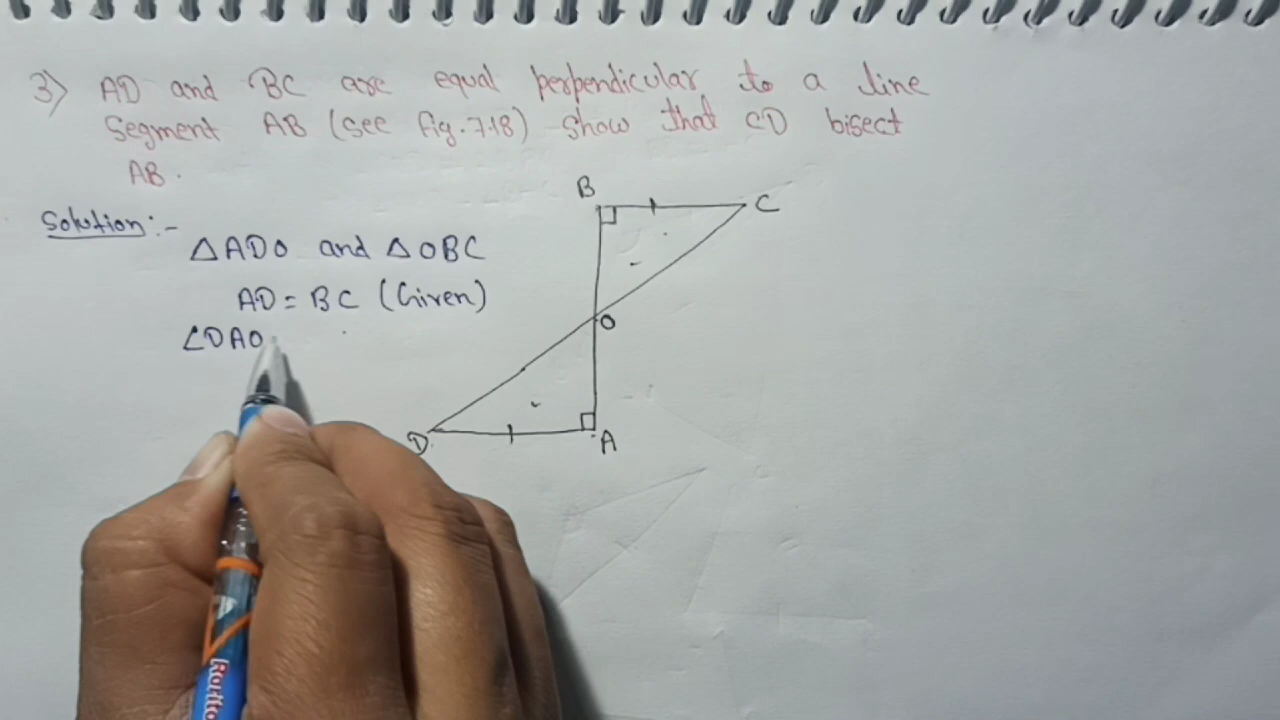 3) AD and BC are equal perpendicular to a line
Segment AB (see fig. 7.18) show that CD bisect
AB.
Solution:-
△ADO and △OBC
AD = BC (Given)
∠DAO
B
C
O
D
A